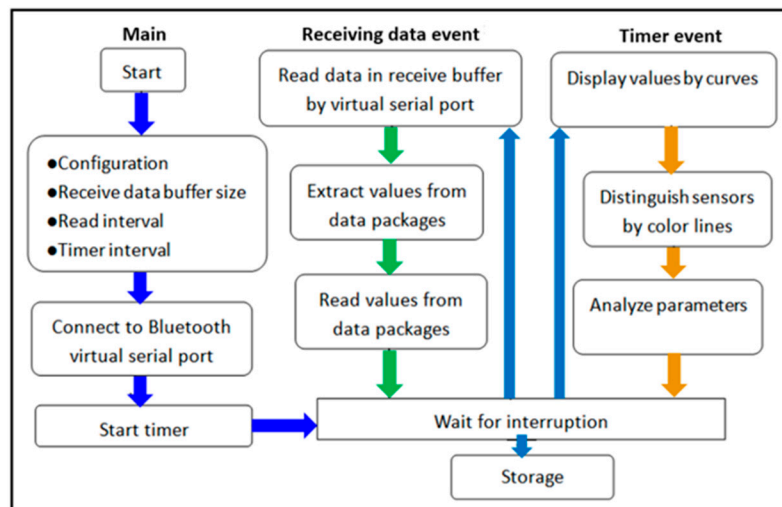 Main
Start
●Configuration
●Receive data buffer size
●Read interval
●Timer interval
Connect to Bluetooth
virtual serial port
Start timer
Receiving data event
Read data in receive buffer
by virtual serial port
Extract values from
data packages
Read values from
data packages
Wait for interruption
Storage
Timer event
Display values by curves
Distinguish sensors
by color lines
Analyze parameters